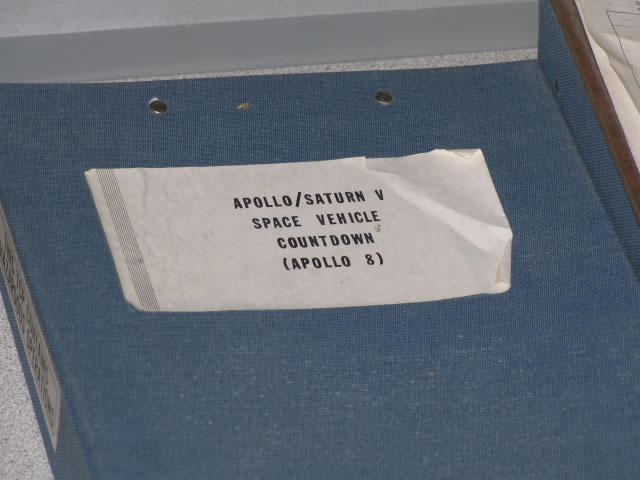 APOLLO/SATURN V
SPACE VEHICLE
COUNTDOWN
(APOLLO 8)